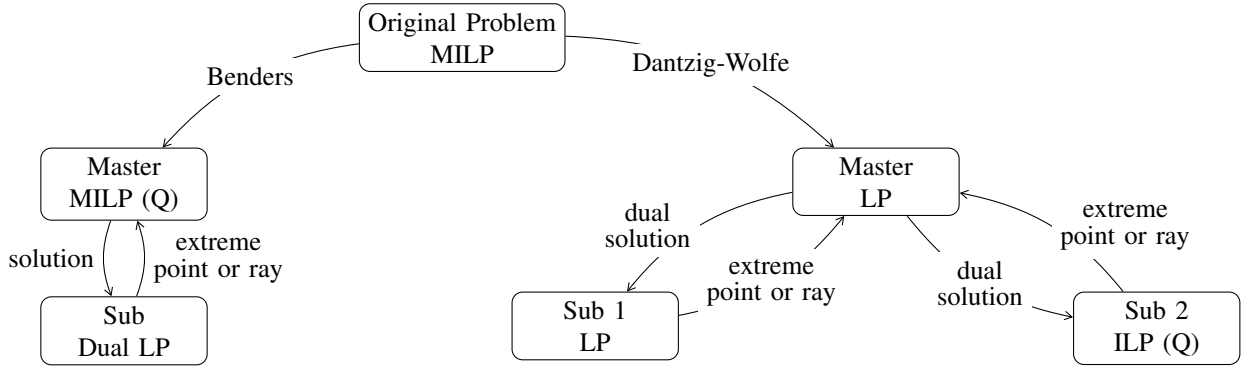 Original Problem
MILP
Benders
Dantzig-Wolfe
Master
MILP (Q)
solution
extreme
point or ray
Sub
Dual LP
Master
LP
dual
solution
extreme
point or ray
dual
solution
extreme
point or ray
Sub 1
LP
Sub 2
ILP (Q)